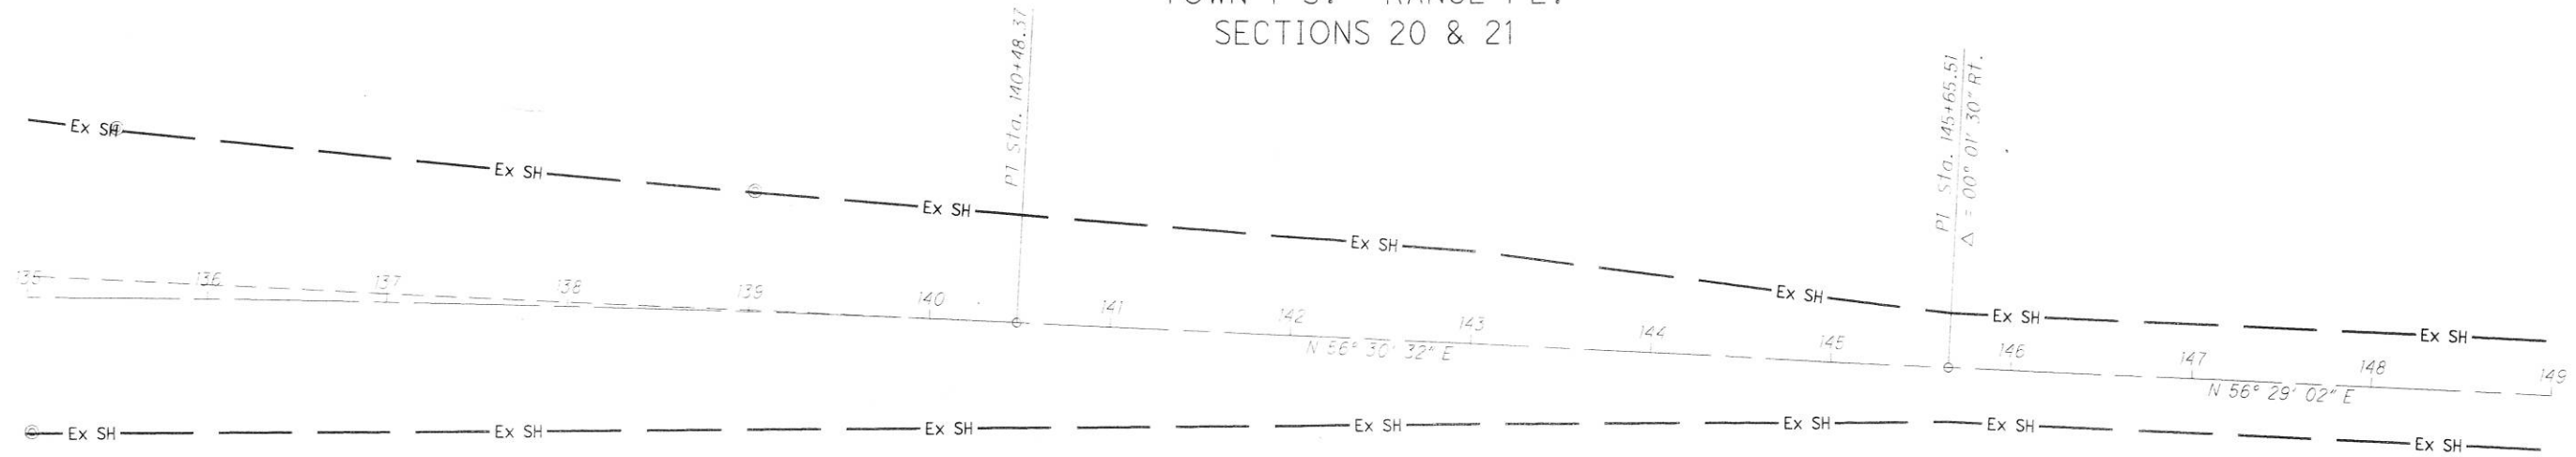 SECTIONS 20 & 21
PI Sta. 140+48.37
PI Sta. 145+65.51
Δ = 00° 01' 30" Rt.
Ex SH
Ex SH
Ex SH
Ex SH
Ex SH
Ex SH
Ex SH
135
136
137
138
139
140
141
142
143
144
145
146
147
148
149
N 56° 30' 32" E
N 56° 29' 02" E
Ex SH
Ex SH
Ex SH
Ex SH
Ex SH
Ex SH
Ex SH